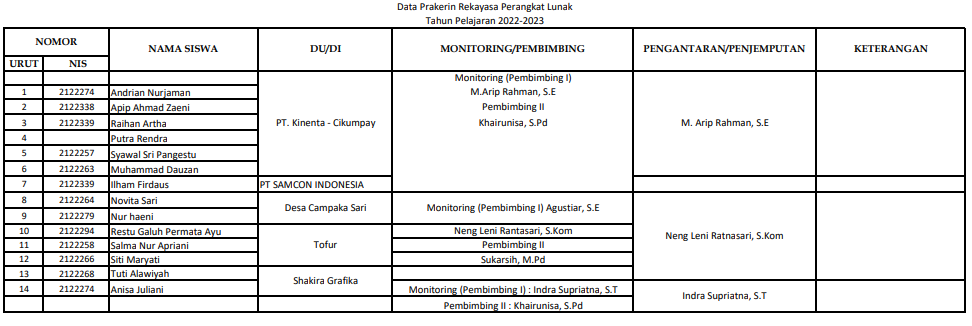 Data Prakerin Rekayasa Perangkat Lunak
Tahun Pelajaran 2022-2023
NOMOR NAMA SISWA DU/DI MONITORING/PEMBIMBING PENGANTARAN/PENJEMPUTAN KETERANGAN
URUT NIS
Monitoring (Pembimbing I)
1 2122274 Andrian Nurjaman M.Arip Rahman, S.E
2 2122338 Apip Ahmad Zaeni Pembimbing II
3 2122339 Raihan Artha PT. Kinenta - Cikumpay Khairunisa, S.Pd M. Arip Rahman, S.E
4 Putra Rendra
5 2122257 Syawal Sri Pangestu
6 2122263 Muhammad Dauzan
7 2122339 Ilham Firdaus PT SAMCON INDONESIA
8 2122264 Novita Sari Desa Campaka Sari Monitoring (Pembimbing I) Agustiar, S.E
9 2122279 Nur haeni
10 2122294 Restu Galuh Permata Ayu Neng Leni Rantasari, S.Kom Neng Leni Ratnasari, S.Kom
11 2122258 Salma Nur Apriani Tofur Pembimbing II
12 2122266 Siti Maryati Sukarsih, M.Pd
13 2122268 Tuti Alawiyah Shakira Grafika
14 2122274 Anisa Juliani Monitoring (Pembimbing I) : Indra Supriatna, S.T Indra Supriatna, S.T
Pembimbing II : Khairunisa, S.Pd